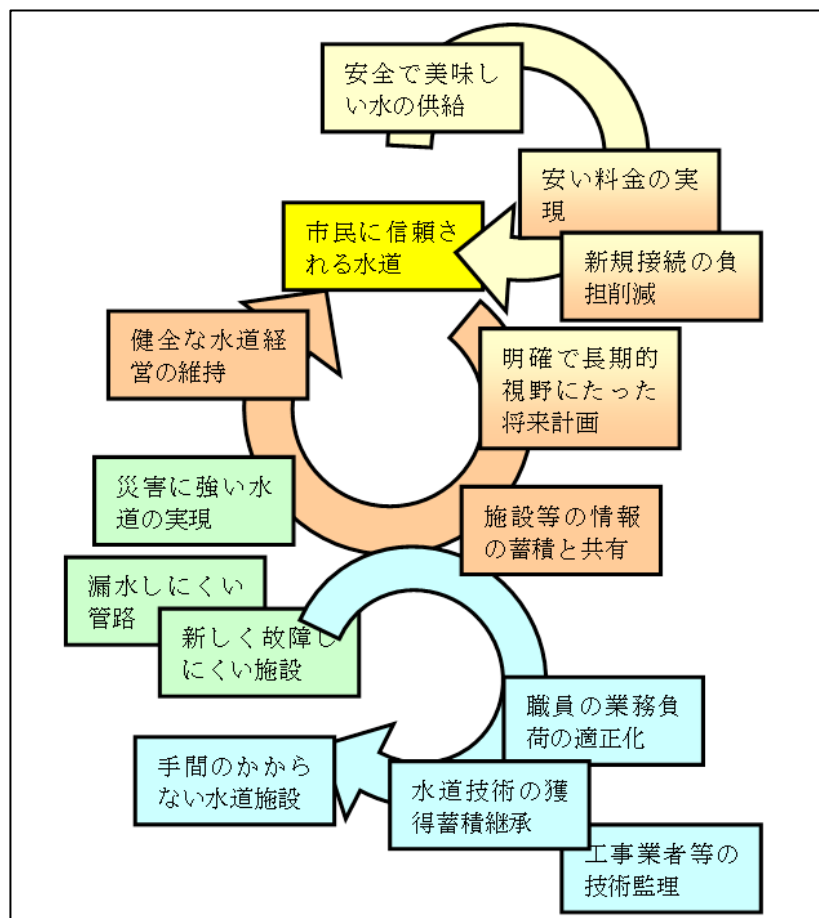 安全で美味し
い水の供給
安い料金の実
現
市民に信頼さ
れる水道
新規接続の負
担削減
健全な水道経
営の維持
明確で長期的
視野にたった
将来計画
災害に強い水
道の実現
施設等の情報
の蓄積と共有
漏水しにくい
管路
新しく故障し
にくい施設
職員の業務負
荷の適正化
手間のかから
ない水道施設
水道技術の獲
得蓄積継承
工事業者等の
技術監理